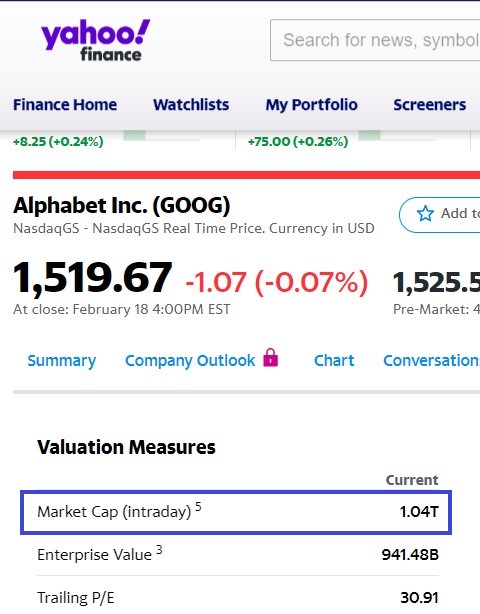 yahoo!
finance
Search for news, symbol
Finance Home Watchlists My Portfolio Screeners
+8.25 (+0.24%) +75.00 (+0.26%)
Alphabet Inc. (GOOG)
NasdaqGS - NasdaqGS Real Time Price. Currency in USD
Add to
1,519.67 -1.07 (-0.07%) 1,525.5
At close: February 18 4:00PM EST Pre-Market: 4
Summary Company Outlook Chart Conversations
Valuation Measures
Current
Market Cap (intraday) 5 1.04T
Enterprise Value 3 941.48B
Trailing P/E 30.91